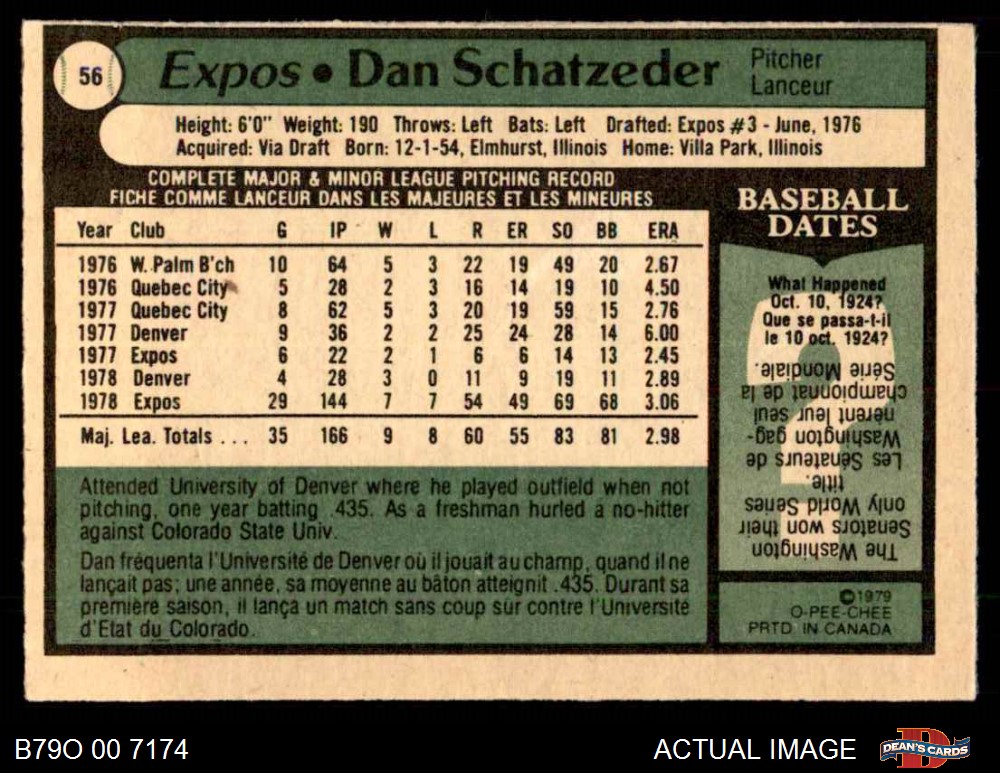 56
Expos • Dan Schatzeder
Pitcher
Lanceur
Height: 6'0" Weight: 190 Throws: Left Bats: Left Drafted: Expos #3 - June, 1976
Acquired: Via Draft Born: 12-1-54, Elmhurst, Illinois Home: Villa Park, Illinois
COMPLETE MAJOR & MINOR LEAGUE PITCHING RECORD
FICHE COMME LANCEUR DANS LES MAJEURES ET LES MINEURES
Year Club G IP W L R ER SO BB ERA
1976 W. Palm B'ch 10 64 5 3 22 19 49 20 2.67
1976 Quebec City 5 28 2 3 16 14 19 10 4.50
1977 Quebec City 8 62 5 3 20 19 59 15 2.76
1977 Denver 9 36 2 2 25 24 28 14 6.00
1977 Expos 6 22 2 1 6 6 14 13 2.45
1978 Denver 4 28 3 0 11 9 19 11 2.89
1978 Expos 29 144 7 7 54 49 69 68 3.06
Maj. Lea. Totals ... 35 166 9 8 60 55 83 81 2.98
Attended University of Denver where he played outfield when not
pitching, one year batting .435. As a freshman hurled a no-hitter
against Colorado State Univ.
Dan fréquenta l'Université de Denver où il jouait au champ, quand il ne
lançait pas; une année, sa moyenne au bâton atteignit .435. Durant sa
première saison, il lança un match sans coup sûr contre l'Université
d'Etat du Colorado.
BASEBALL
DATES
2
What Happened
Oct. 10, 1924?
Que se passa-t-il
le 10 oct. 1924?
The Washington
Senators won their
only World Series
title.
Les Sénateurs de
Washington gag-
nèrent leur seul
championnat de la
Série Mondiale.
©1979
O-PEE-CHEE
PRTD IN CANADA
B79O 00 7174
ACTUAL IMAGE
DEAN'S CARDS